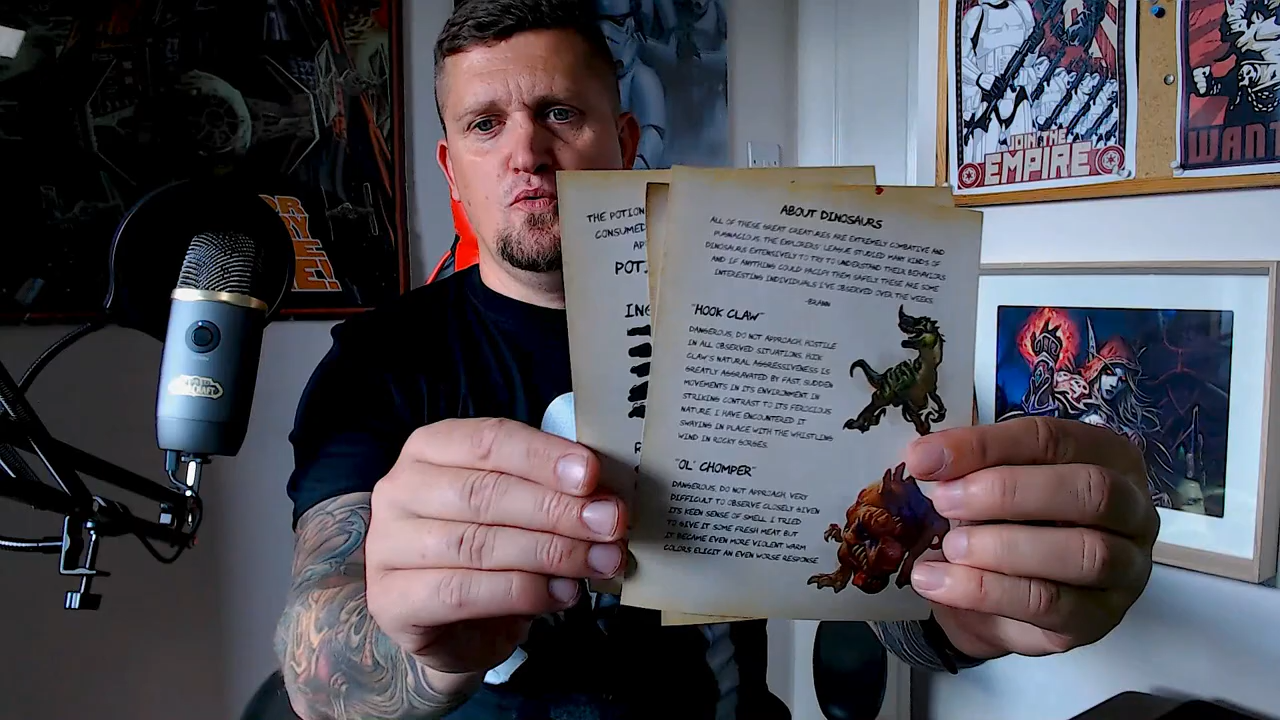 JOIN THE
EMPIRE
WANT
THE POTION
CONSUMED
POT
ING
ABOUT DINOSAURS
ALL OF THESE GREAT CREATURES ARE EXTREMELY COMBATIVE AND
PUGNACIOUS. THE EXPLORERS' LEAGUE STUDIED MANY KINDS OF
DINOSAURS EXTENSIVELY TO TRY TO UNDERSTAND THEIR BEHAVIORS
AND IF ANYTHING COULD PACIFY THEM SAFELY. THESE ARE SOME
INTERESTING INDIVIDUALS I'VE OBSERVED OVER THE WEEKS.
-BRANN
"HOOK CLAW"
DANGEROUS, DO NOT APPROACH. HOSTILE
IN ALL OBSERVED SITUATIONS. HOOK
CLAW'S NATURAL AGGRESSIVENESS IS
GREATLY AGGRAVATED BY FAST, SUDDEN
MOVEMENTS IN ITS ENVIRONMENT. IN
STRIKING CONTRAST TO ITS FEROCIOUS
NATURE, I HAVE ENCOUNTERED IT
SWAYING IN PLACE WITH THE WHISTLING
WIND IN ROCKY GORGES.
"OL' CHOMPER"
DANGEROUS, DO NOT APPROACH. VERY
DIFFICULT TO OBSERVE CLOSELY GIVEN
IT'S KEEN SENSE OF SMELL. I TRIED
TO GIVE IT SOME FRESH MEAT BUT
IT BECAME EVEN MORE VIOLENT. WARM
COLORS ELICIT AN EVEN WORSE RESPONSE